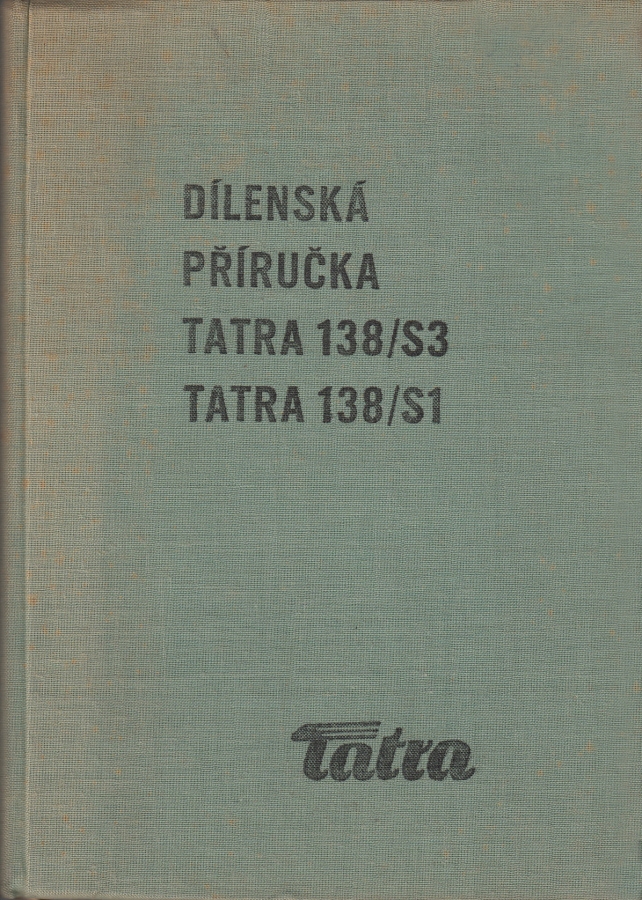 DÍLENSKÁ
PŘÍRUČKA
TATRA 138/S3
TATRA 138/S1
Tatra